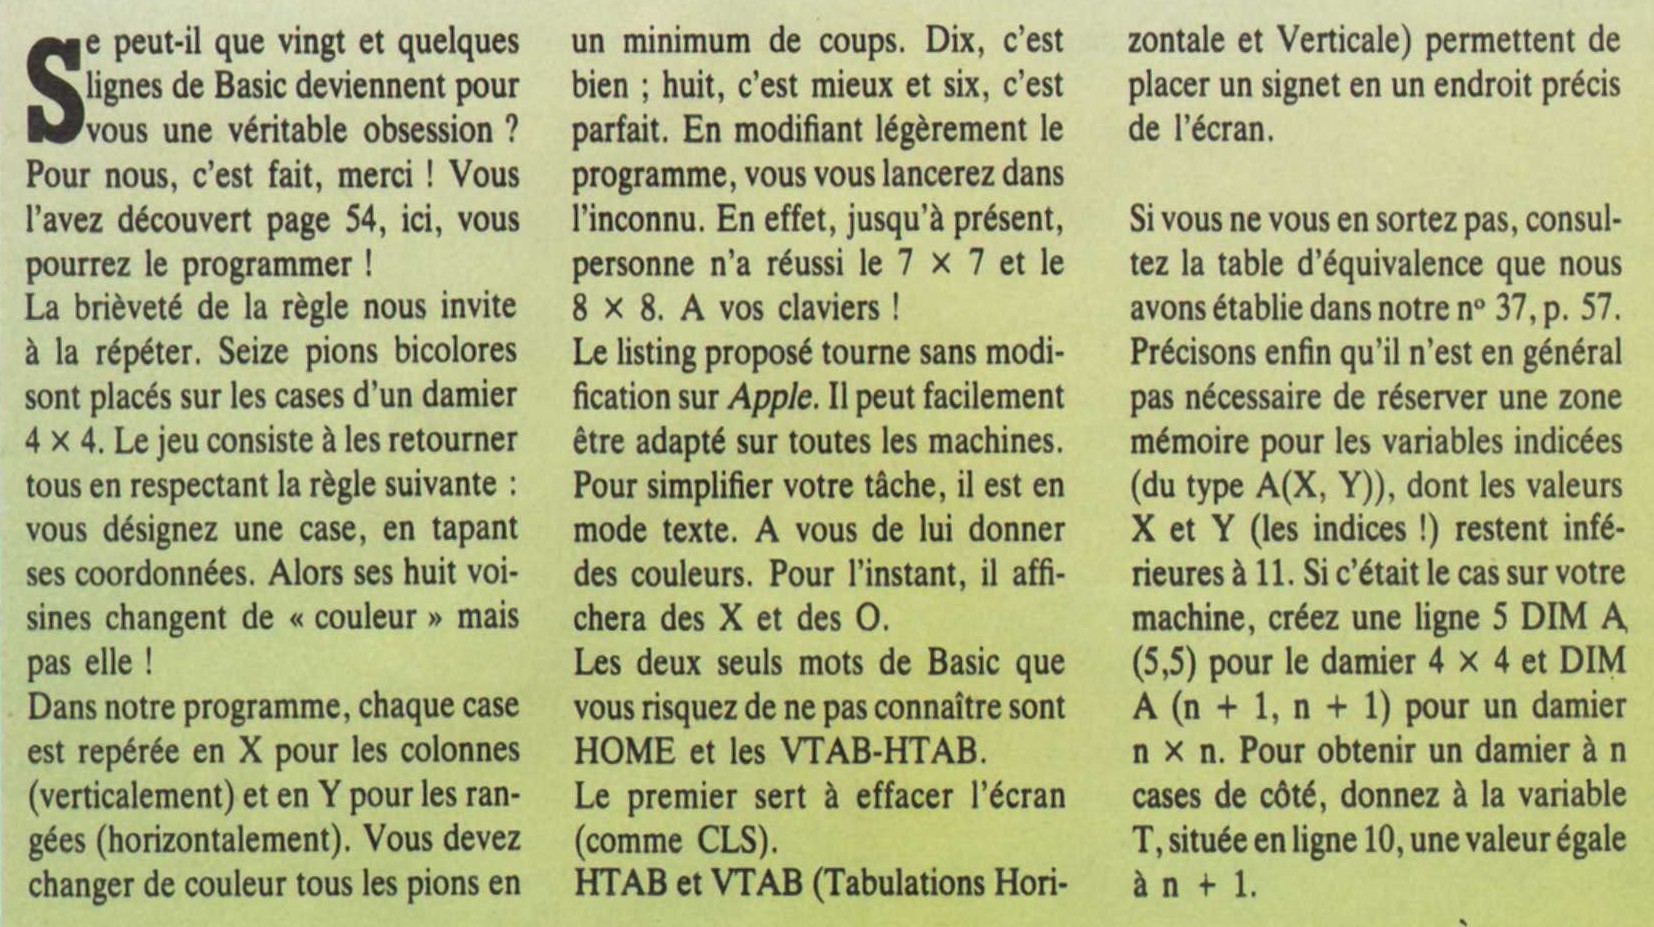 Se peut-il que vingt et quelques
lignes de Basic deviennent pour
vous une véritable obsession ?
Pour nous, c'est fait, merci ! Vous
l'avez découvert page 54, ici, vous
pourrez le programmer !
La brièveté de la règle nous invite
à la répéter. Seize pions bicolores
sont placés sur les cases d'un damier
4 × 4. Le jeu consiste à les retourner
tous en respectant la règle suivante :
vous désignez une case, en tapant
ses coordonnées. Alors ses huit voi-
sines changent de « couleur » mais
pas elle !
Dans notre programme, chaque case
est repérée en X pour les colonnes
(verticalement) et en Y pour les ran-
gées (horizontalement). Vous devez
changer de couleur tous les pions en
un minimum de coups. Dix, c'est
bien ; huit, c'est mieux et six, c'est
parfait. En modifiant légèrement le
programme, vous vous lancerez dans
l'inconnu. En effet, jusqu'à présent,
personne n'a réussi le 7 × 7 et le
8 × 8. A vos claviers !
Le listing proposé tourne sans modi-
fication sur Apple. Il peut facilement
être adapté sur toutes les machines.
Pour simplifier votre tâche, il est en
mode texte. A vous de lui donner
des couleurs. Pour l'instant, il affi-
chera des X et des O.
Les deux seuls mots de Basic que
vous risquez de ne pas connaître sont
HOME et les VTAB-HTAB.
Le premier sert à effacer l'écran
(comme CLS).
HTAB et VTAB (Tabulations Hori-
zontale et Verticale) permettent de
placer un signet en un endroit précis
de l'écran.
Si vous ne vous en sortez pas, consul-
tez la table d'équivalence que nous
avons établie dans notre nº 37, p. 57.
Précisons enfin qu'il n'est en général
pas nécessaire de réserver une zone
mémoire pour les variables indicées
(du type A(X, Y)), dont les valeurs
X et Y (les indices !) restent infé-
rieures à 11. Si c'était le cas sur votre
machine, créez une ligne 5 DIM A
(5,5) pour le damier 4 × 4 et DIM
A (n + 1, n + 1) pour un damier
n × n. Pour obtenir un damier à n
cases de côté, donnez à la variable
T, située en ligne 10, une valeur égale
à n + 1.